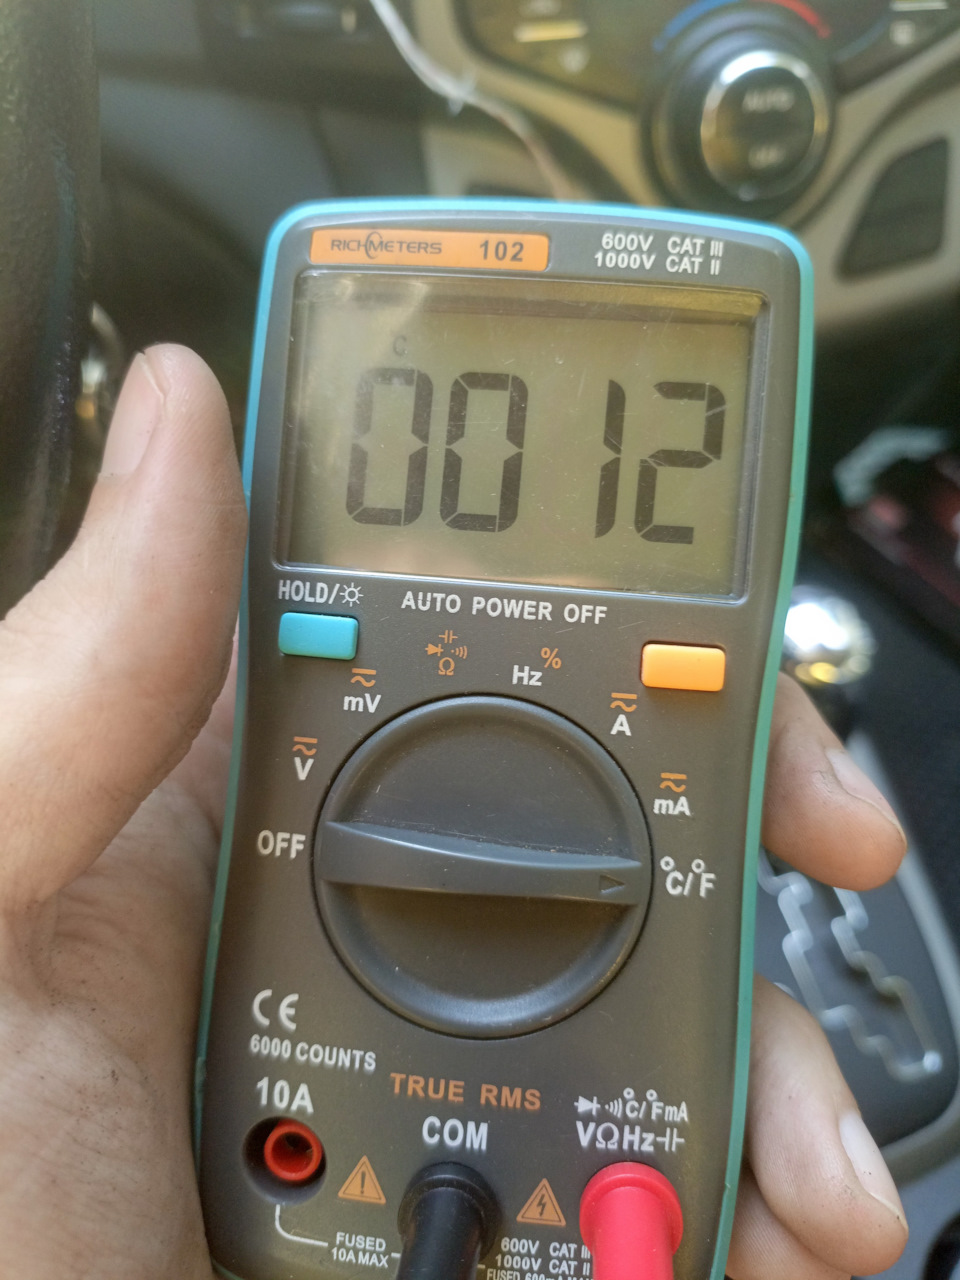 RICHMETERS 102
600V CAT III
1000V CAT II
C
0012
HOLD/
AUTO POWER OFF
Ω
Hz %
mV
A
V
mA
OFF
°C/°F
CE
6000 COUNTS
TRUE RMS
10A
COM
°C/°FmA
VΩHz
FUSED
10A MAX
600V CAT III
1000V CAT II
AUTO